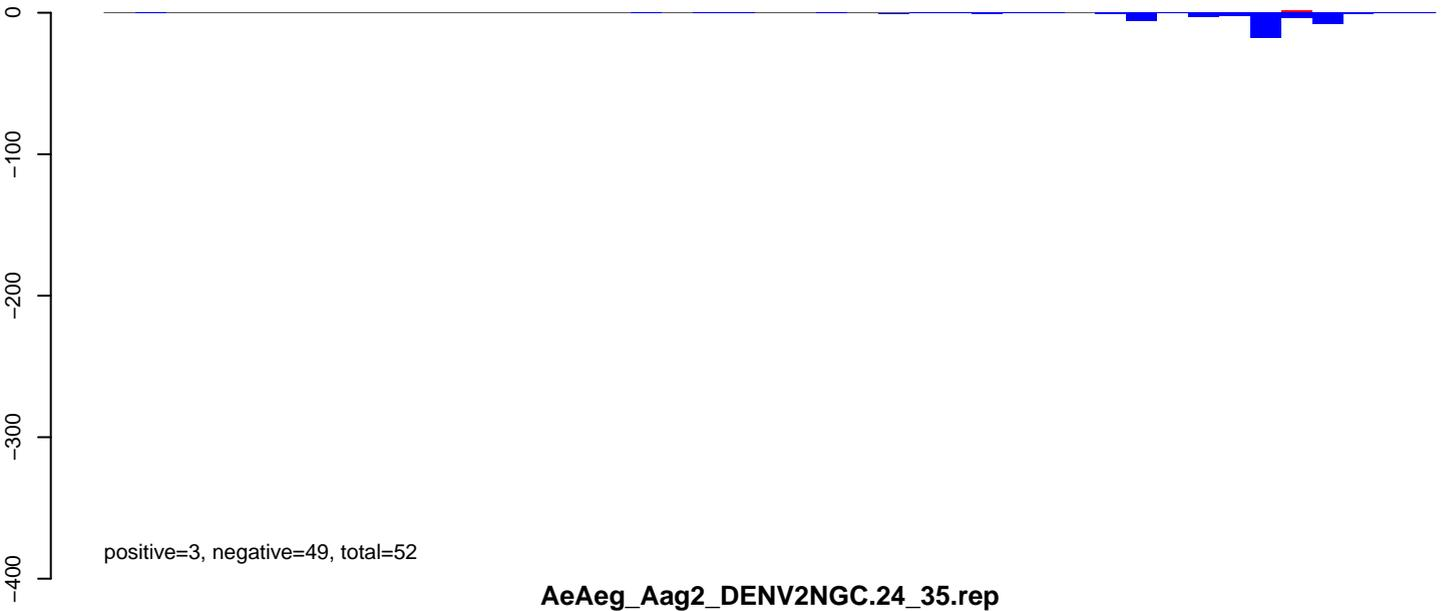 0
−100
−200
−300
−400
positive=3, negative=49, total=52
AeAeg_Aag2_DENV2NGC.24_35.rep